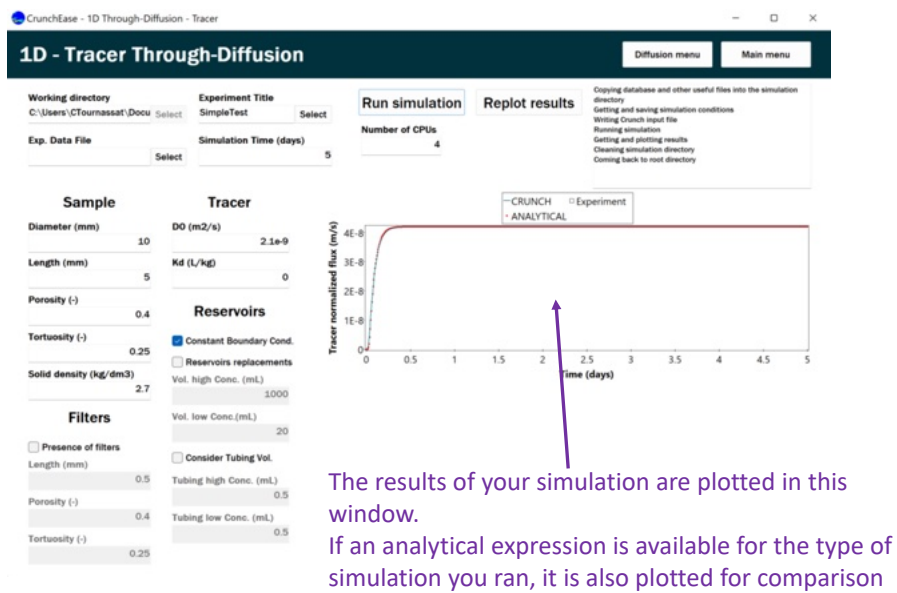 CrunchEase - 1D Through-Diffusion - Tracer
1D - Tracer Through-Diffusion
Diffusion menu
Main menu
Working directory
C:\Users\CTournassat\Docu
Select
Experiment Title
SimpleTest
Select
Run simulation
Replot results
Copying database and other useful files into the simulation
directory
Getting and saving simulation conditions
Writing Crunch input file
Running simulation
Getting and plotting results
Cleaning simulation directory
Coming back to root directory
Exp. Data File
Select
Simulation Time (days)
5
Number of CPUs
4
Sample
Diameter (mm)
10
Length (mm)
5
Porosity (-)
0.4
Tortuosity (-)
0.25
Solid density (kg/dm3)
2.7
Filters
Presence of filters
Length (mm)
0.5
Porosity (-)
0.4
Tortuosity (-)
0.25
Tracer
D0 (m2/s)
2.1e-9
Kd (L/kg)
0
Reservoirs
Constant Boundary Cond.
Reservoirs replacements
Vol. high Conc. (mL)
1000
Vol. low Conc.(mL)
20
Consider Tubing Vol.
Tubing high Conc. (mL)
0.5
Tubing low Conc. (mL)
0.5
CRUNCH
Experiment
ANALYTICAL
Tracer normalized flux (m/s)
4E-8
3E-8
2E-8
1E-8
0
0 0.5 1 1.5 2 2.5 3 3.5 4 4.5 5
Time (days)
The results of your simulation are plotted in this
window.
If an analytical expression is available for the type of
simulation you ran, it is also plotted for comparison